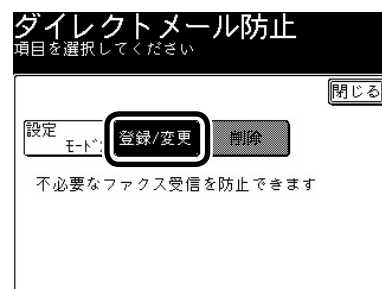 ダイレクトメール防止
項目を選択してください
閉じる
設定
モード: 登録/変更 削除
不必要なファクス受信を防止できます